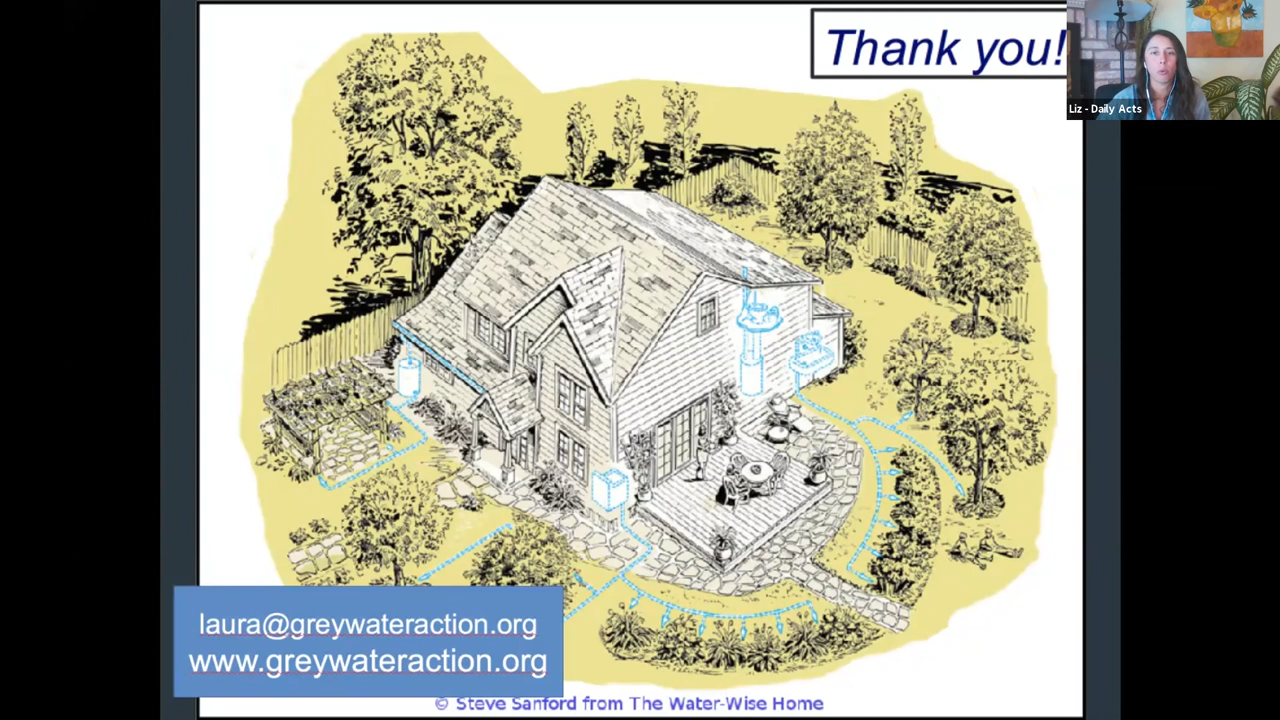 Thank you!
Liz - Daily Acts
laura@greywateraction.org
www.greywateraction.org
© Steve Sanford from The Water-Wise Home